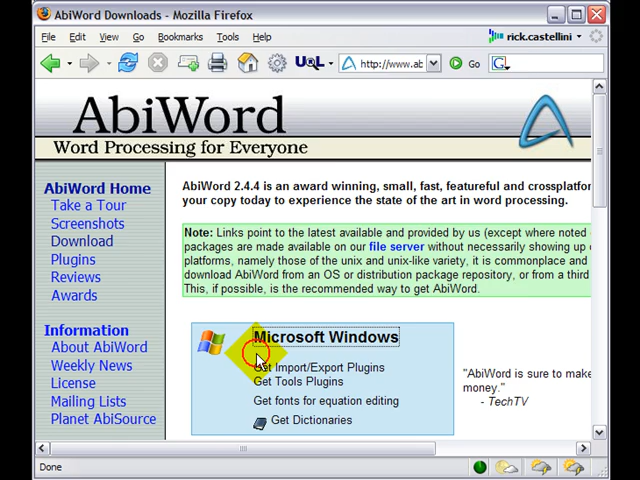 AbiWord Downloads - Mozilla Firefox
File Edit View Go Bookmarks Tools Help rick.castellini
URL http://www.ab Go G
AbiWord
Word Processing for Everyone
AbiWord Home
Take a Tour
Screenshots
Download
Plugins
Reviews
Awards
Information
About AbiWord
Weekly News
License
Mailing Lists
Planet AbiSource
AbiWord 2.4.4 is an award winning, small, fast, featureful and crossplatfor
your copy today to experience the state of the art in word processing.
Note: Links point to the latest available and provided by us (except where noted
packages are made available on our file server without necessarily showing up
platforms, namely those of the unix and unix-like variety, it is commonplace and
download AbiWord from an OS or distribution package repository, or from a third
This, if possible, is the recommended way to get AbiWord.
Microsoft Windows
Get Import/Export Plugins
Get Tools Plugins
Get fonts for equation editing
Get Dictionaries
"AbiWord is sure to make
money."
- TechTV
Done